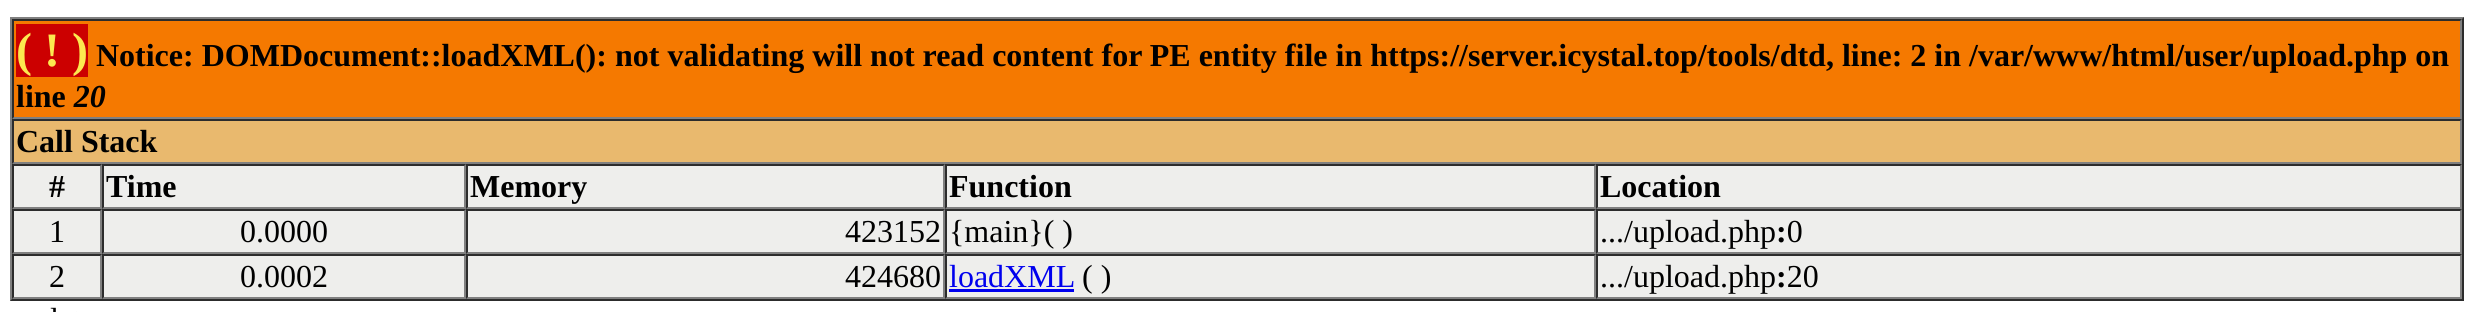 ( ! ) Notice: DOMDocument::loadXML(): not validating will not read content for PE entity file in https://server.icystal.top/tools/dtd, line: 2 in /var/www/html/user/upload.php on
line 20
Call Stack
# Time Memory Function Location
1 0.0000 423152 {main}( ) .../upload.php:0
2 0.0002 424680 loadXML ( ) .../upload.php:20